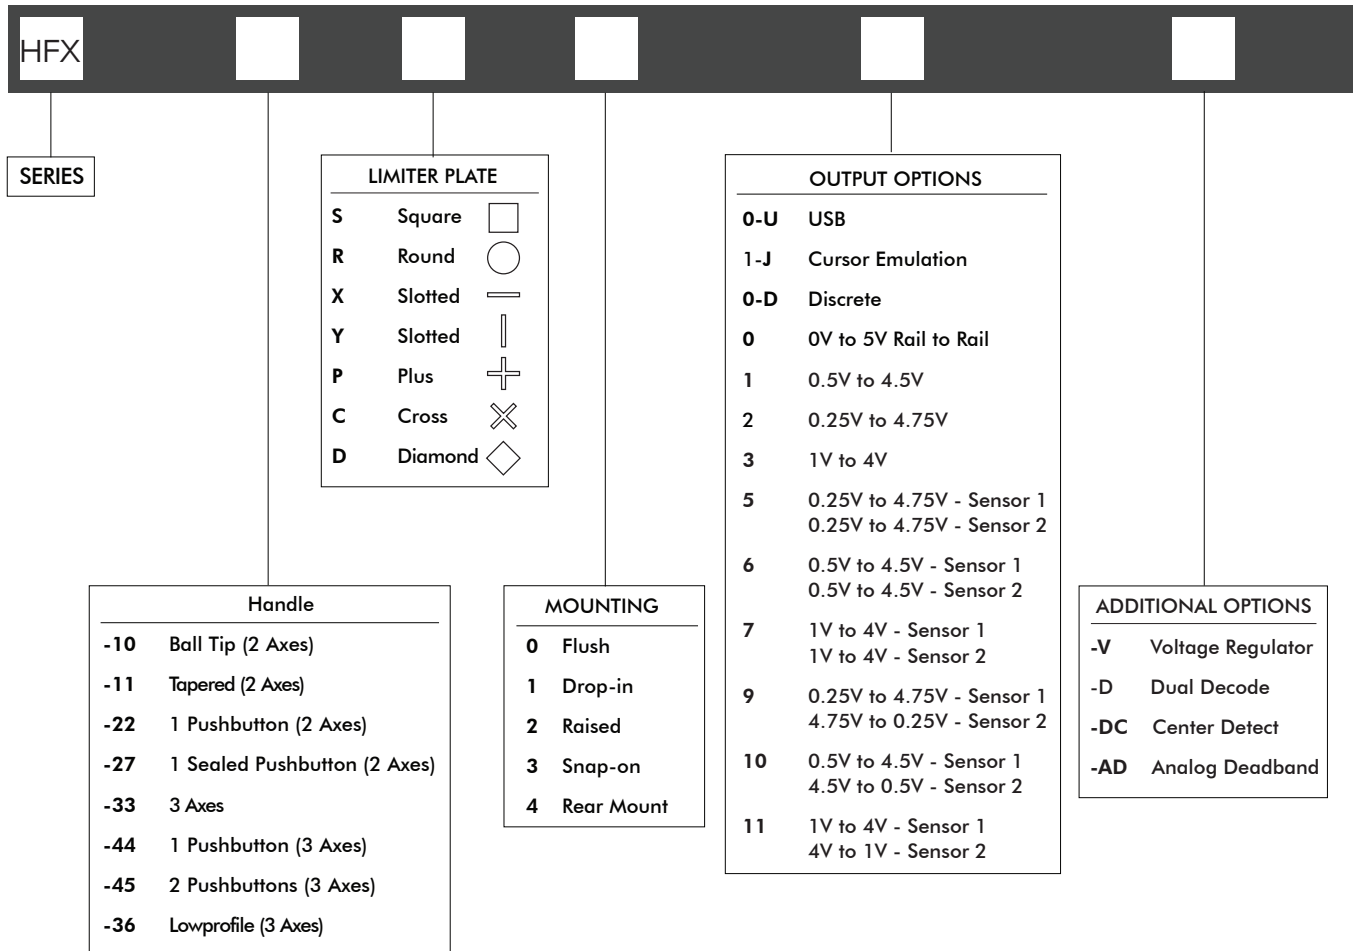 HFX
SERIES
LIMITER PLATE
S Square
R Round
X Slotted
Y Slotted
P Plus
C Cross
D Diamond
OUTPUT OPTIONS
0-U USB
1-J Cursor Emulation
0-D Discrete
0 0V to 5V Rail to Rail
1 0.5V to 4.5V
2 0.25V to 4.75V
3 1V to 4V
5 0.25V to 4.75V - Sensor 1
0.25V to 4.75V - Sensor 2
6 0.5V to 4.5V - Sensor 1
0.5V to 4.5V - Sensor 2
7 1V to 4V - Sensor 1
1V to 4V - Sensor 2
9 0.25V to 4.75V - Sensor 1
4.75V to 0.25V - Sensor 2
10 0.5V to 4.5V - Sensor 1
4.5V to 0.5V - Sensor 2
11 1V to 4V - Sensor 1
4V to 1V - Sensor 2
Handle
-10 Ball Tip (2 Axes)
-11 Tapered (2 Axes)
-22 1 Pushbutton (2 Axes)
-27 1 Sealed Pushbutton (2 Axes)
-33 3 Axes
-44 1 Pushbutton (3 Axes)
-45 2 Pushbuttons (3 Axes)
-36 Lowprofile (3 Axes)
MOUNTING
0 Flush
1 Drop-in
2 Raised
3 Snap-on
4 Rear Mount
ADDITIONAL OPTIONS
-V Voltage Regulator
-D Dual Decode
-DC Center Detect
-AD Analog Deadband